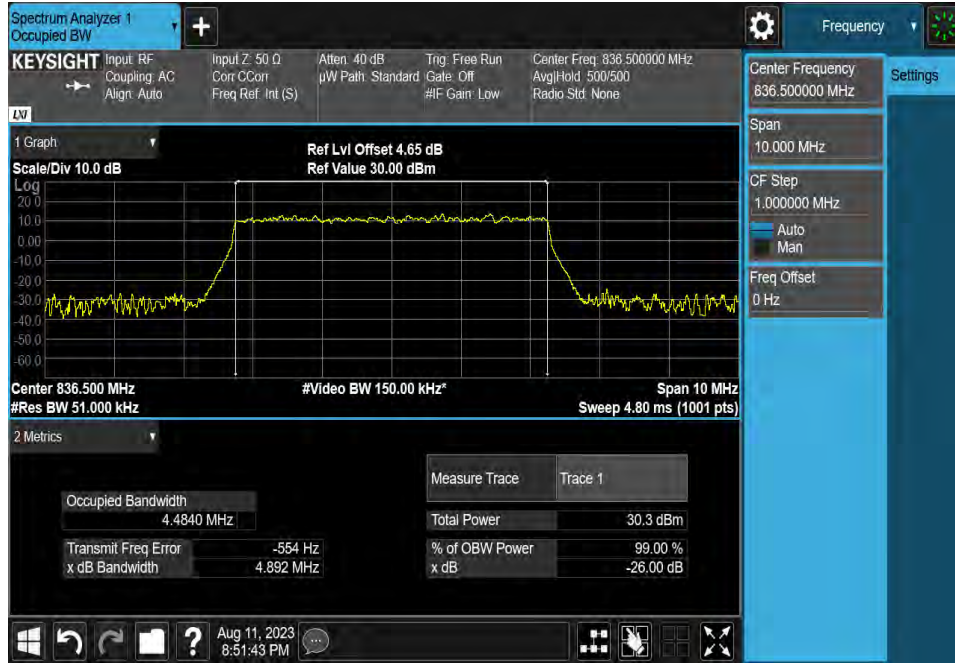 Spectrum Analyzer 1
Occupied BW
Frequency
KEYSIGHT
Input: RF
Coupling: AC
Align: Auto
Input Z: 50 Ω
Corr CCorr
Freq Ref: Int (S)
Atten: 40 dB
µW Path: Standard
Trig: Free Run
Gate: Off
#IF Gain: Low
Center Freq: 836.500000 MHz
Avg|Hold: 500/500
Radio Std: None
LXI
Center Frequency
836.500000 MHz
Settings
Span
10.000 MHz
CF Step
1.000000 MHz
Auto
Man
Freq Offset
0 Hz
1 Graph
Scale/Div 10.0 dB
Ref Lvl Offset 4.65 dB
Ref Value 30.00 dBm
Log
20.0
10.0
0.00
-10.0
-20.0
-30.0
-40.0
-50.0
-60.0
Center 836.500 MHz
#Video BW 150.00 kHz*
Span 10 MHz
#Res BW 51.000 kHz
Sweep 4.80 ms (1001 pts)
2 Metrics
Measure Trace
Trace 1
Occupied Bandwidth
4.4840 MHz
Total Power
30.3 dBm
Transmit Freq Error
-554 Hz
% of OBW Power
99.00 %
x dB Bandwidth
4.892 MHz
x dB
-26.00 dB
?
Aug 11, 2023
8:51:43 PM